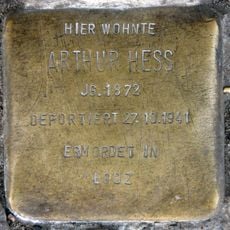 HIER WOHNTE
ARTHUR HESS
JG. 1872
DEPORTIERT 27.10.1941
ERMORDET IN
LODZ